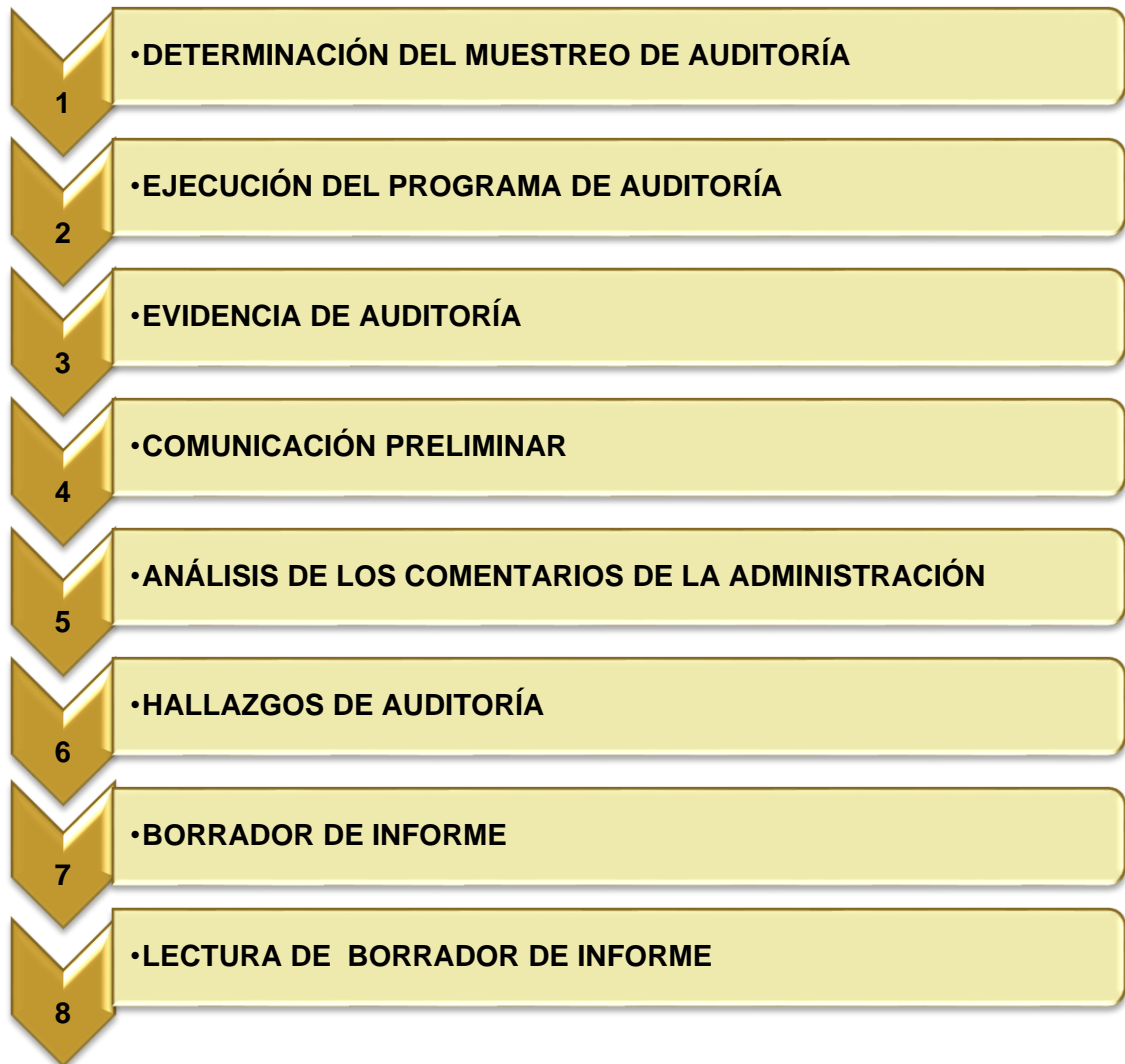 •DETERMINACIÓN DEL MUESTREO DE AUDITORÍA
1
•EJECUCIÓN DEL PROGRAMA DE AUDITORÍA
2
•EVIDENCIA DE AUDITORÍA
3
•COMUNICACIÓN PRELIMINAR
4
•ANÁLISIS DE LOS COMENTARIOS DE LA ADMINISTRACIÓN
5
•HALLAZGOS DE AUDITORÍA
6
•BORRADOR DE INFORME
7
•LECTURA DE BORRADOR DE INFORME
8